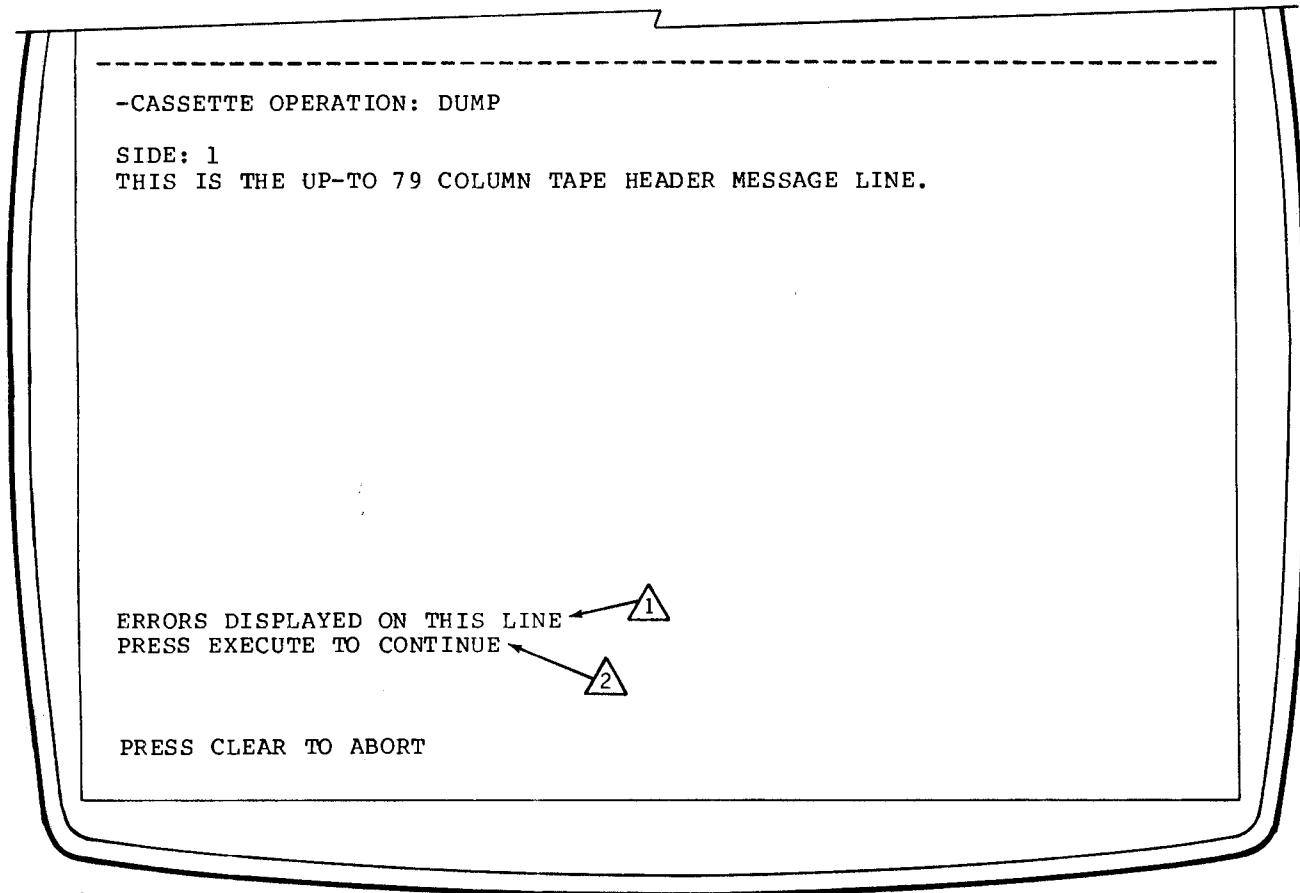 -CASSETTE OPERATION: DUMP
SIDE: 1
THIS IS THE UP-TO 79 COLUMN TAPE HEADER MESSAGE LINE.
ERRORS DISPLAYED ON THIS LINE
1
PRESS EXECUTE TO CONTINUE
2
PRESS CLEAR TO ABORT